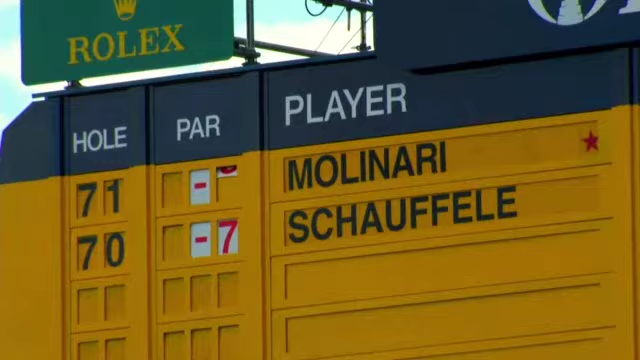 ROLEX
HOLE PAR PLAYER
71 - MOLINARI
70 -7 SCHAUFFELE